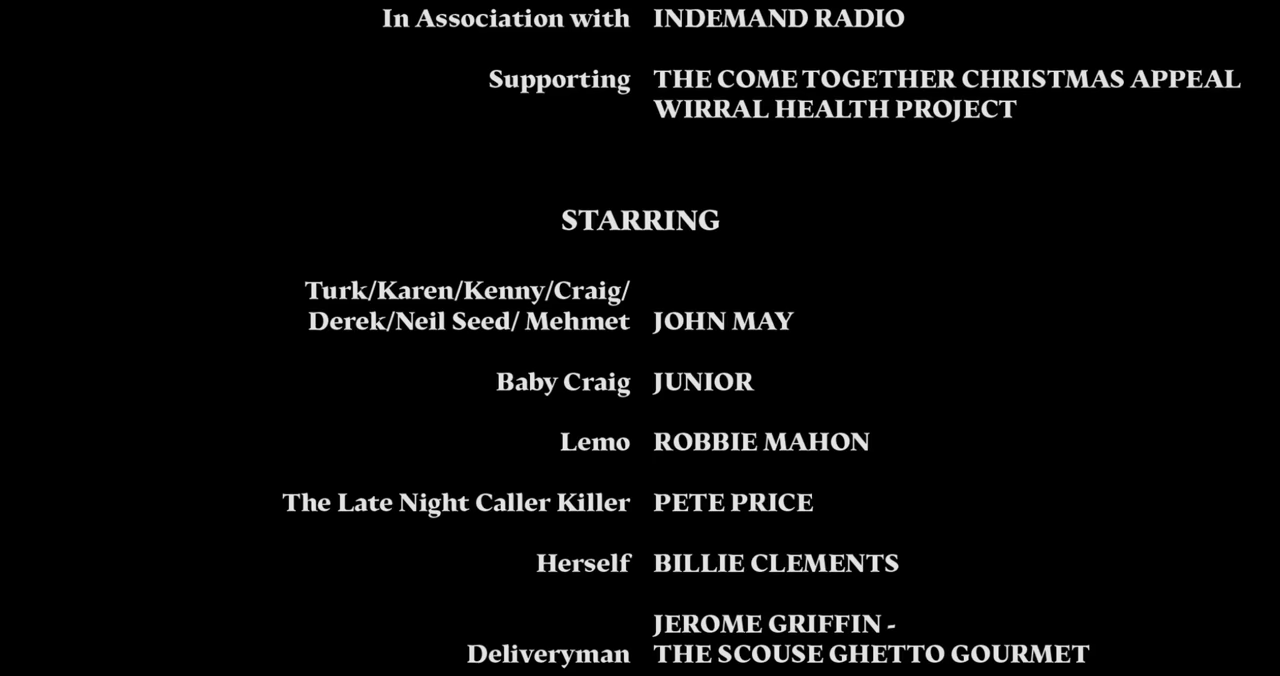 In Association with INDEMAND RADIO
Supporting THE COME TOGETHER CHRISTMAS APPEAL
WIRRAL HEALTH PROJECT
STARRING
Turk/Karen/Kenny/Craig/
Derek/Neil Seed/ Mehmet JOHN MAY
Baby Craig JUNIOR
Lemo ROBBIE MAHON
The Late Night Caller Killer PETE PRICE
Herself BILLIE CLEMENTS
JEROME GRIFFIN -
Deliveryman THE SCOUSE GHETTO GOURMET